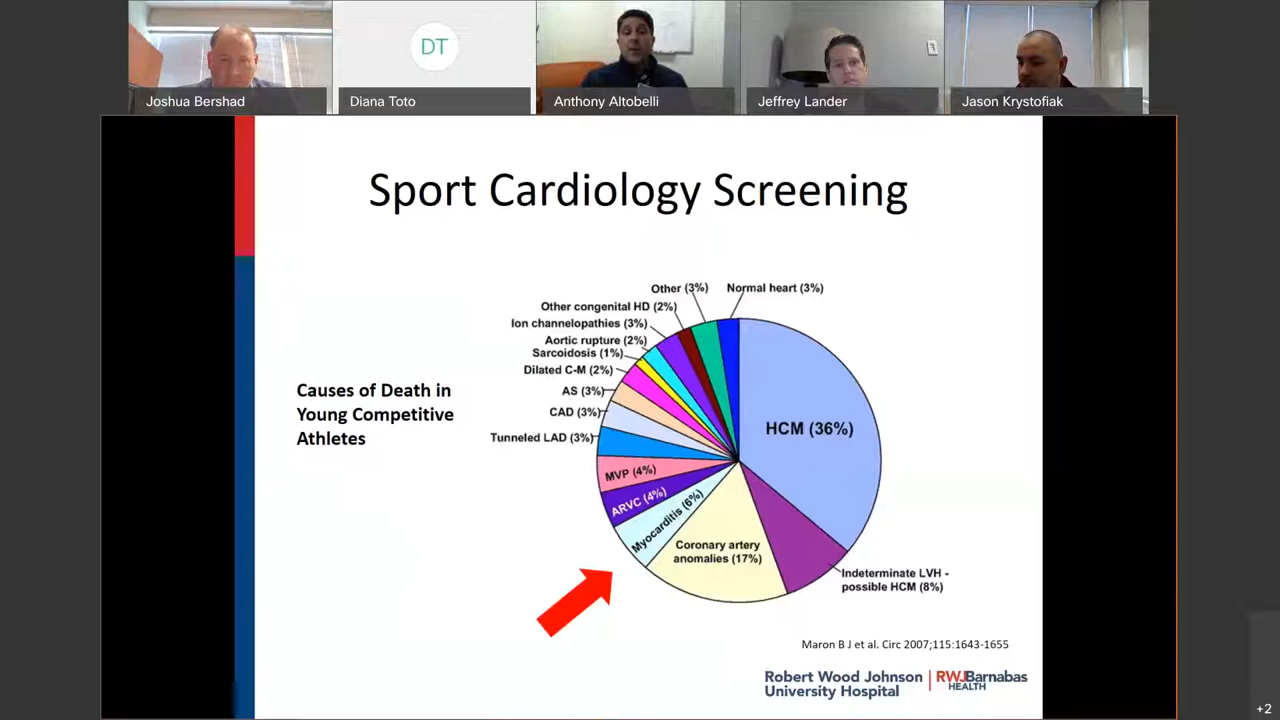 DT
Joshua Bershad
Diana Toto
Anthony Altobelli
Jeffrey Lander
Jason Krystofiak
Sport Cardiology Screening
Other (3%)
Normal heart (3%)
Other congenital HD (2%)
Ion channelopathies (3%)
Aortic rupture (2%)
Sarcoidosis (1%)
Dilated C-M (2%)
AS (3%)
CAD (3%)
Tunneled LAD (3%)
MVP (4%)
ARVC (4%)
Myocarditis (6%)
Coronary artery
anomalies (17%)
HCM (36%)
Indeterminate LVH -
possible HCM (8%)
Causes of Death in
Young Competitive
Athletes
Maron B J et al. Circ 2007;115:1643-1655
Robert Wood Johnson
University Hospital
RWJBarnabas
HEALTH
+2